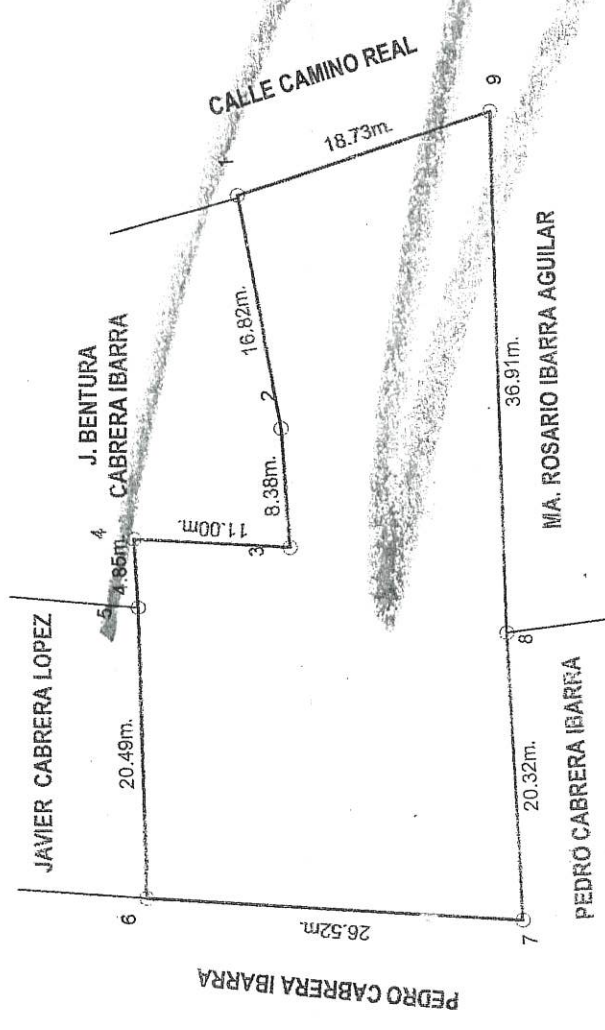 JAVIER CABRERA LOPEZ
J. BENTURA
CABRERA IBARRA
CALLE CAMINO REAL
1
2
3
4
5
6
7
8
9
16.82m.
8.38m.
11.00m.
4.85m.
20.49m.
26.52m.
20.32m.
36.91m.
18.73m.
PEDRO CABRERA IBARRA
PEDRO CABRERA IBARRA
MA. ROSARIO IBARRA AGUILAR